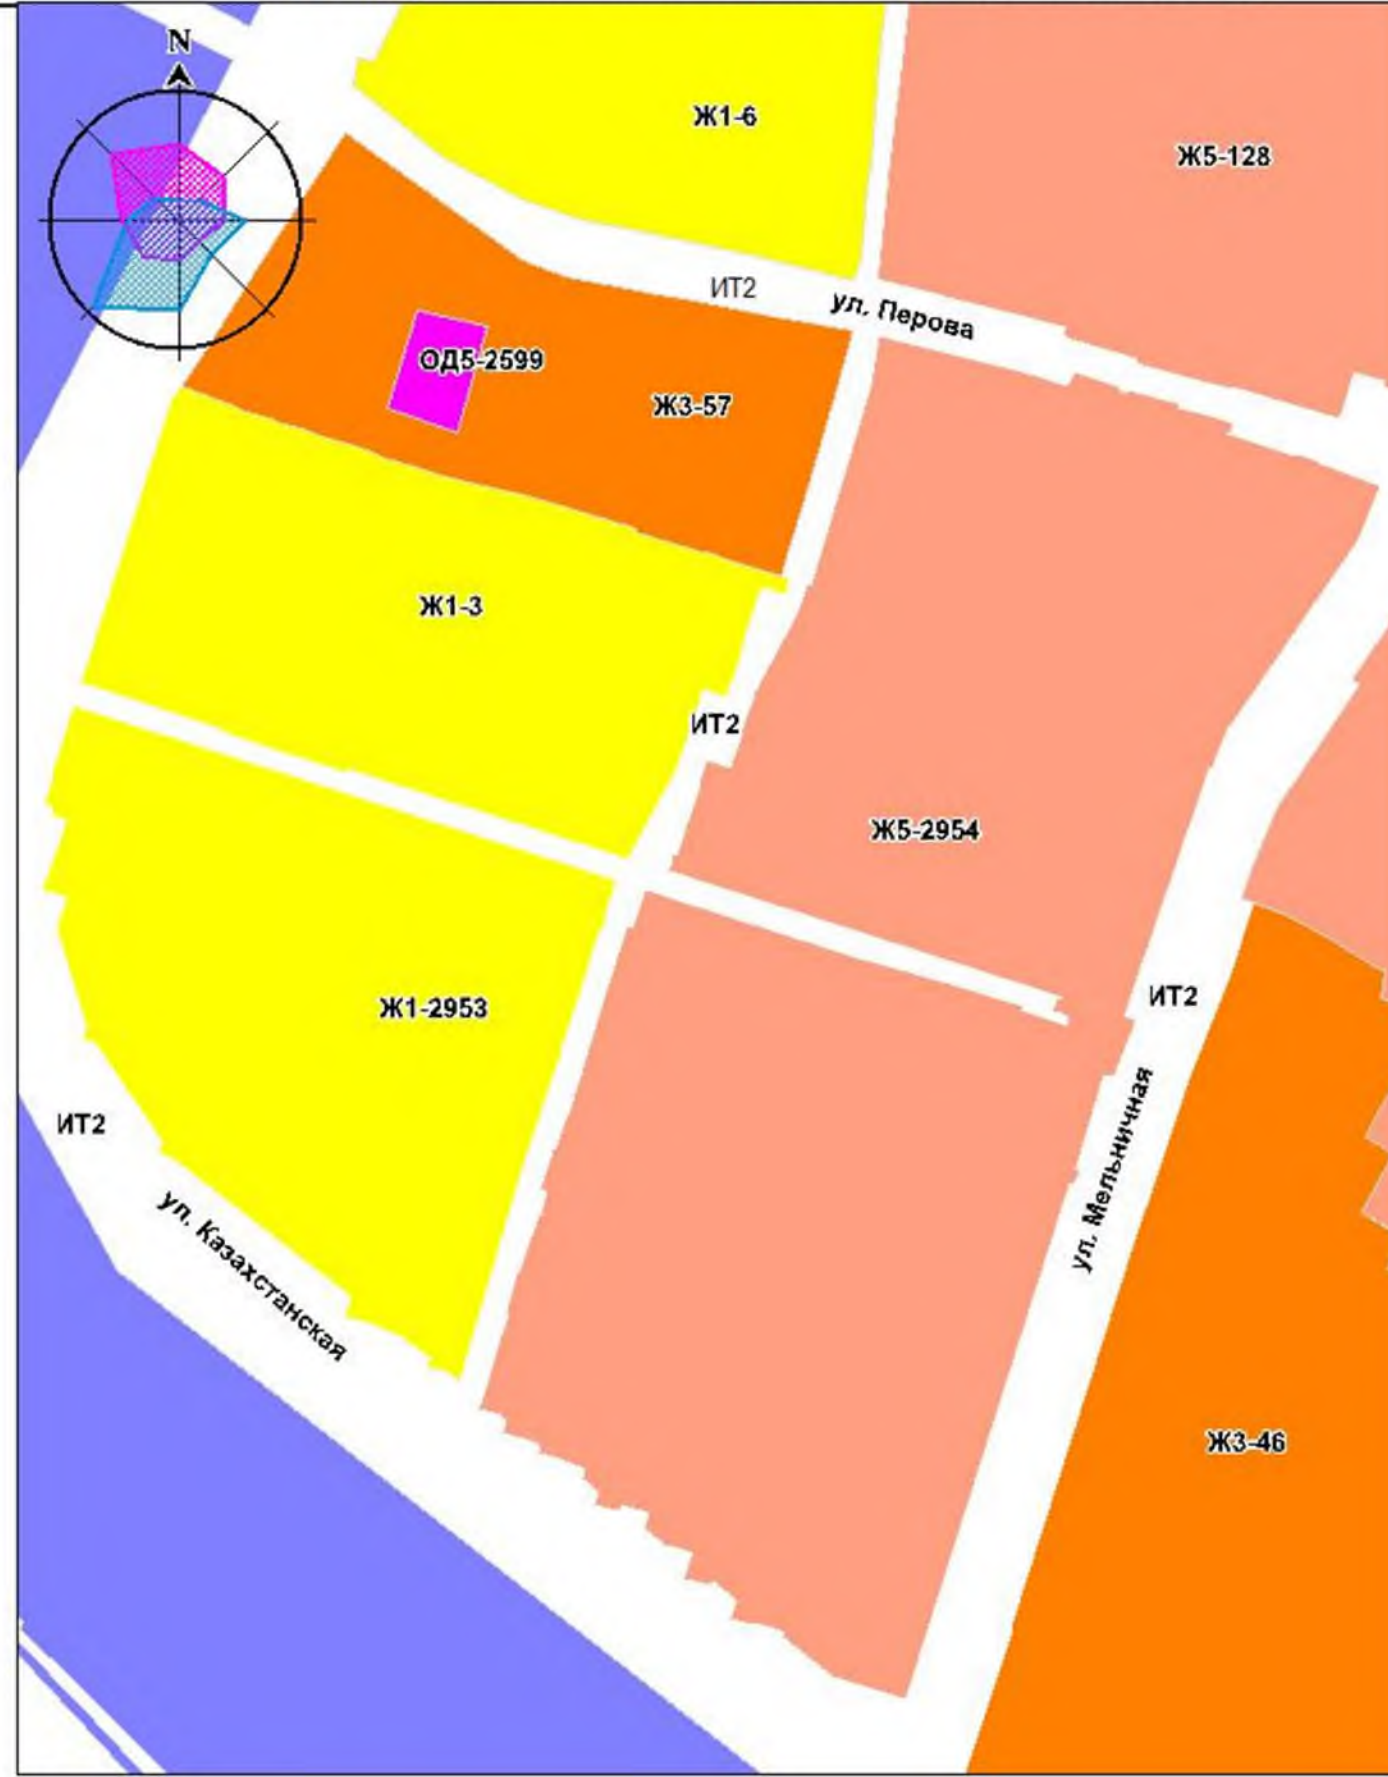 N
Ж1-6
Ж5-128
ИТ2
ул. Перова
ОД5-2599
Ж3-57
Ж1-3
ИТ2
Ж5-2954
ИТ2
Ж1-2953
ИТ2
ул. Мельничная
ул. Казахстанская
Ж3-46